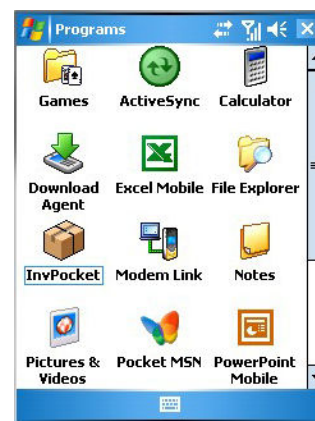 Programs
Games ActiveSync Calculator
Download Agent Excel Mobile File Explorer
InvPocket Modem Link Notes
Pictures & Videos Pocket MSN PowerPoint Mobile